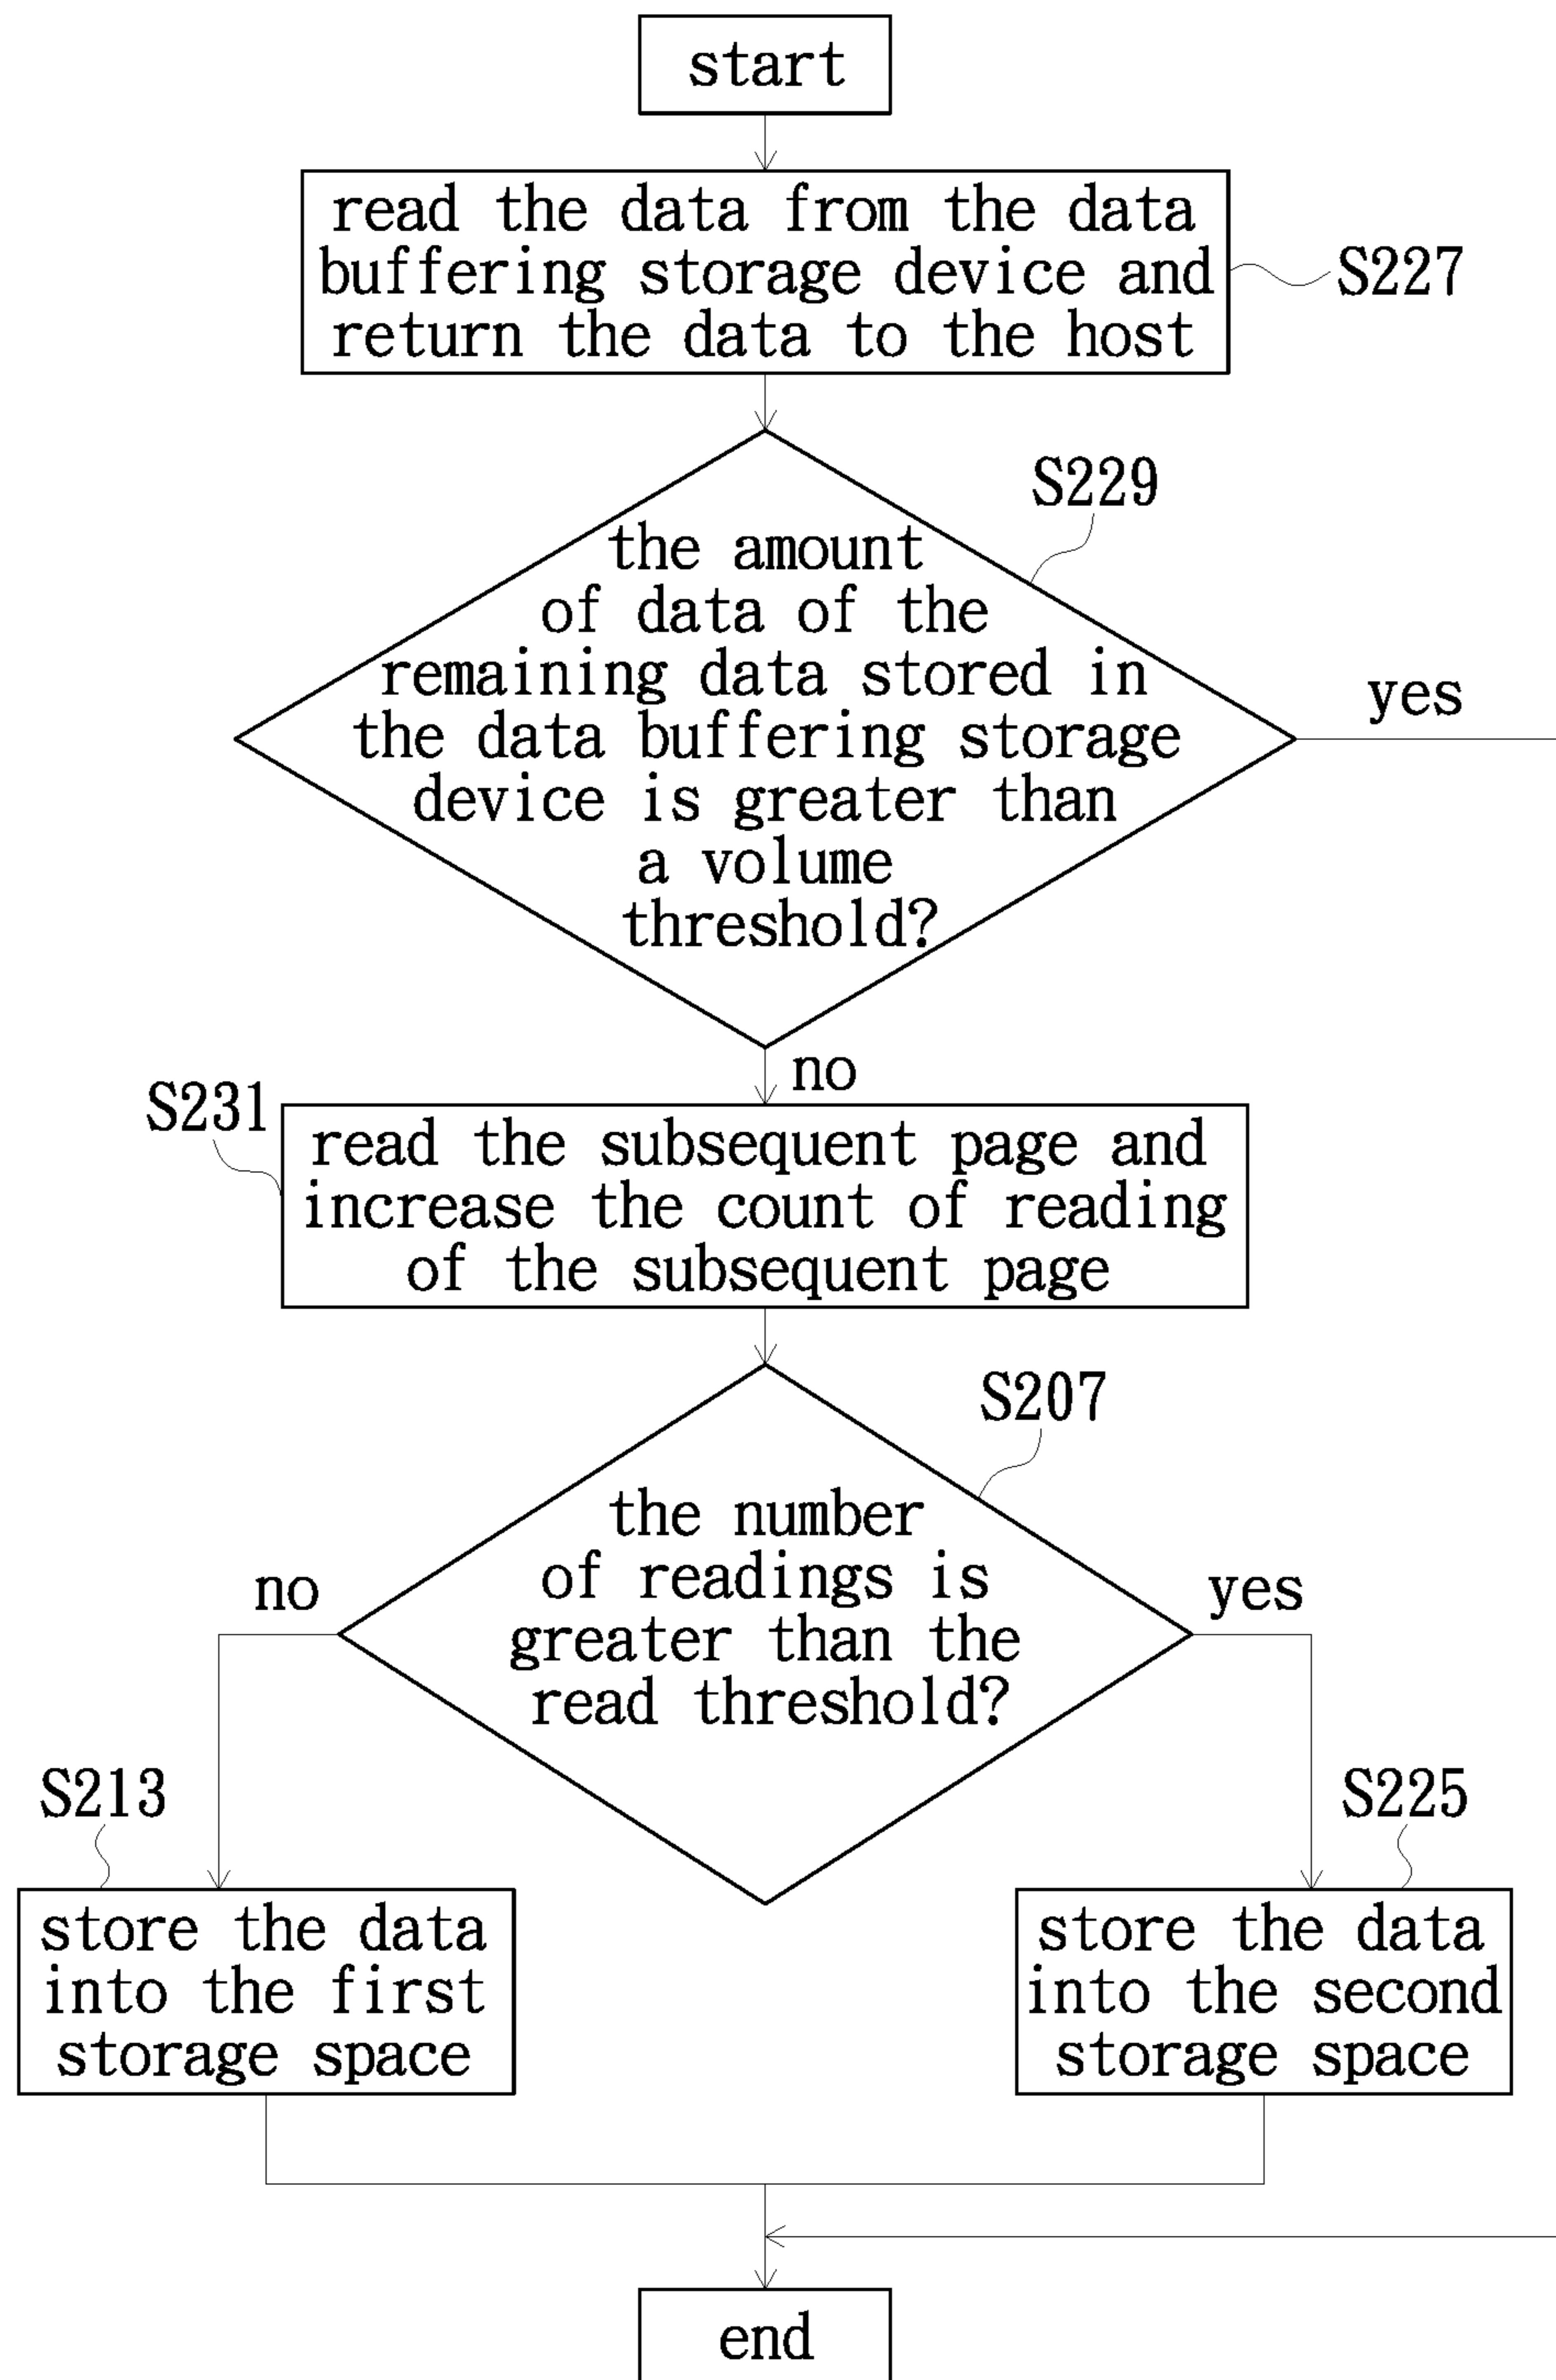 start
read the data from the data
buffering storage device and
return the data to the host
S227
S229
the amount
of data of the
remaining data stored in
the data buffering storage
device is greater than
a volume
threshold?
yes
no
S231
read the subsequent page and
increase the count of reading
of the subsequent page
S207
the number
of readings is
greater than the
read threshold?
no
yes
S213
S225
store the data
into the first
storage space
store the data
into the second
storage space
end